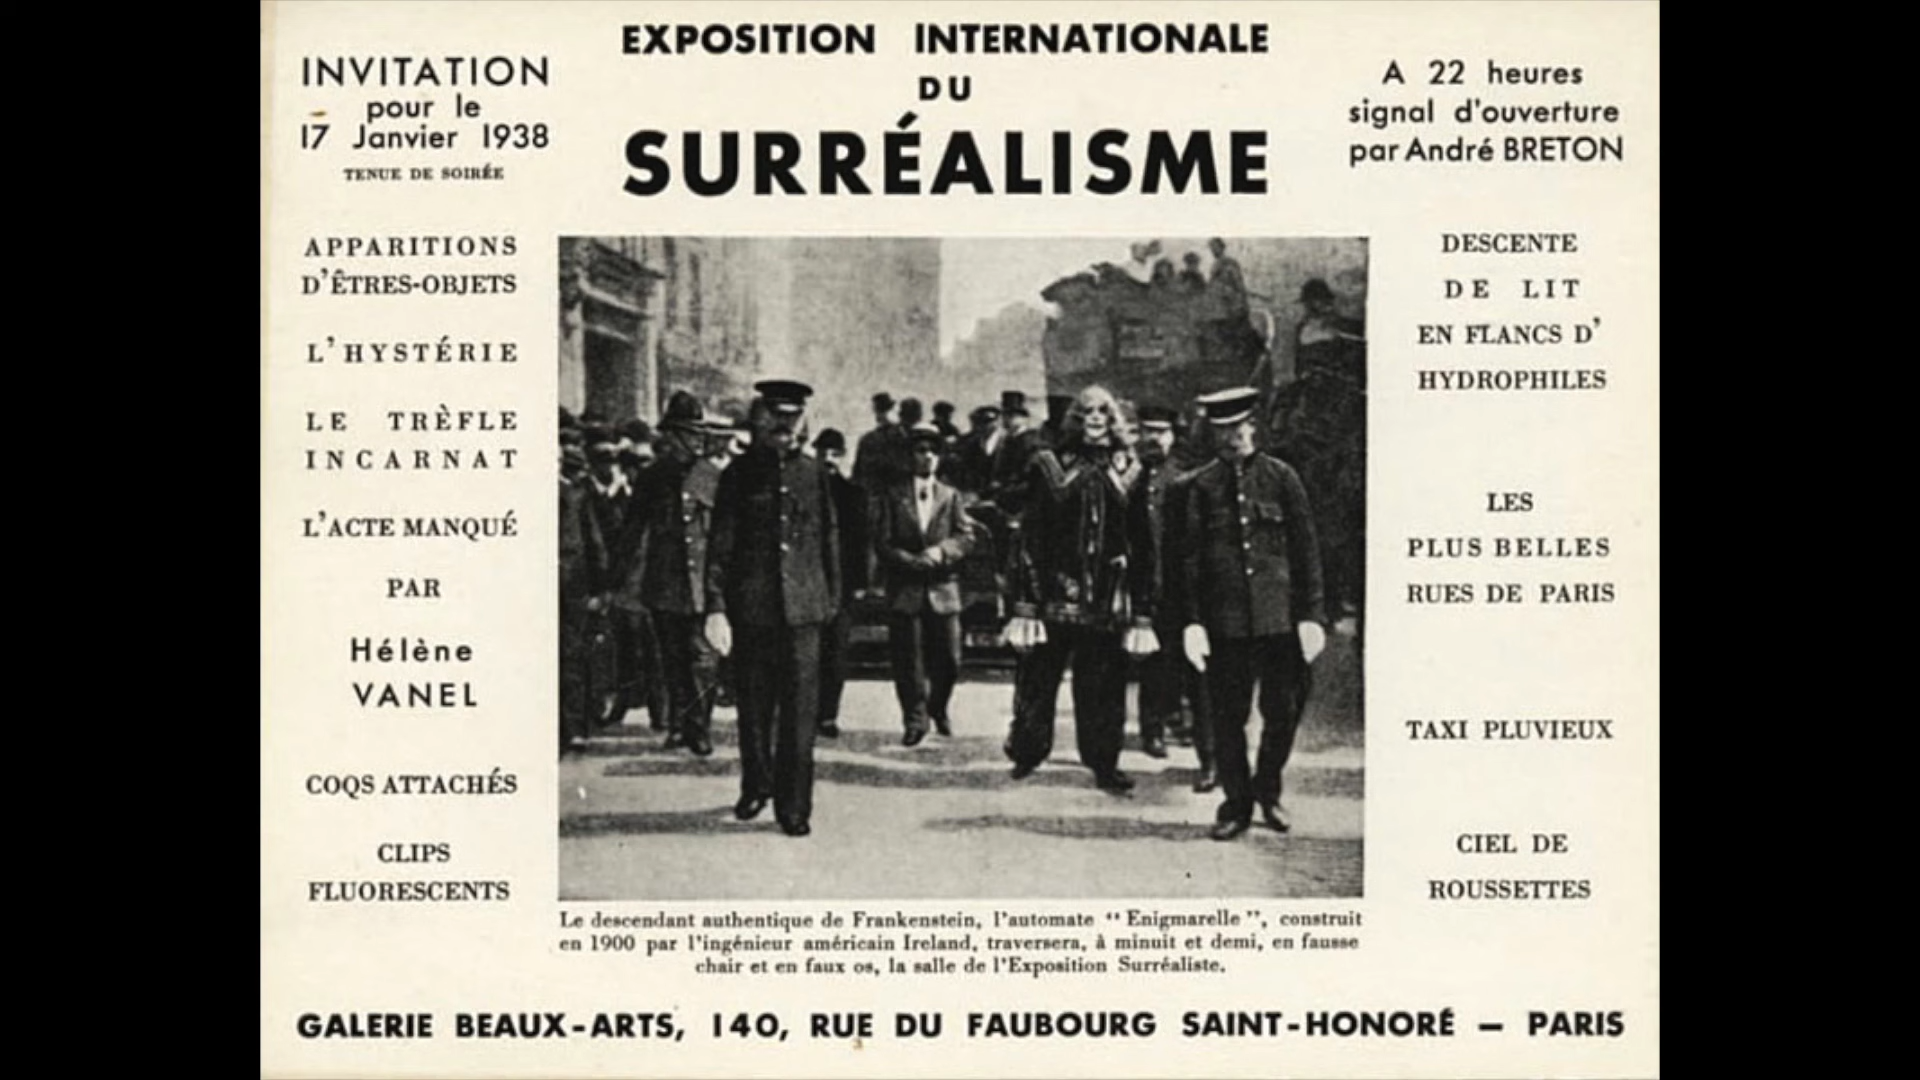 EXPOSITION INTERNATIONALE
DU
SURRÉALISME
INVITATION
pour le
17 Janvier 1938
TENUE DE SOIRÉE
A 22 heures
signal d'ouverture
par André BRETON
APPARITIONS
D'ÊTRES-OBJETS
L'HYSTÉRIE
LE TRÈFLE
INCARNAT
L'ACTE MANQUÉ
PAR
Hélène
VANEL
COQS ATTACHÉS
CLIPS
FLUORESCENTS
DESCENTE
DE LIT
EN FLANCS D'
HYDROPHILES
LES
PLUS BELLES
RUES DE PARIS
TAXI PLUVIEUX
CIEL DE
ROUSSETTES
Le descendant authentique de Frankenstein, l'automate " Enigmarelle ", construit
en 1900 par l'ingénieur américain Ireland, traversera, à minuit et demi, en fausse
chair et en faux os, la salle de l'Exposition Surréaliste.
GALERIE BEAUX-ARTS, 140, RUE DU FAUBOURG SAINT-HONORÉ — PARIS